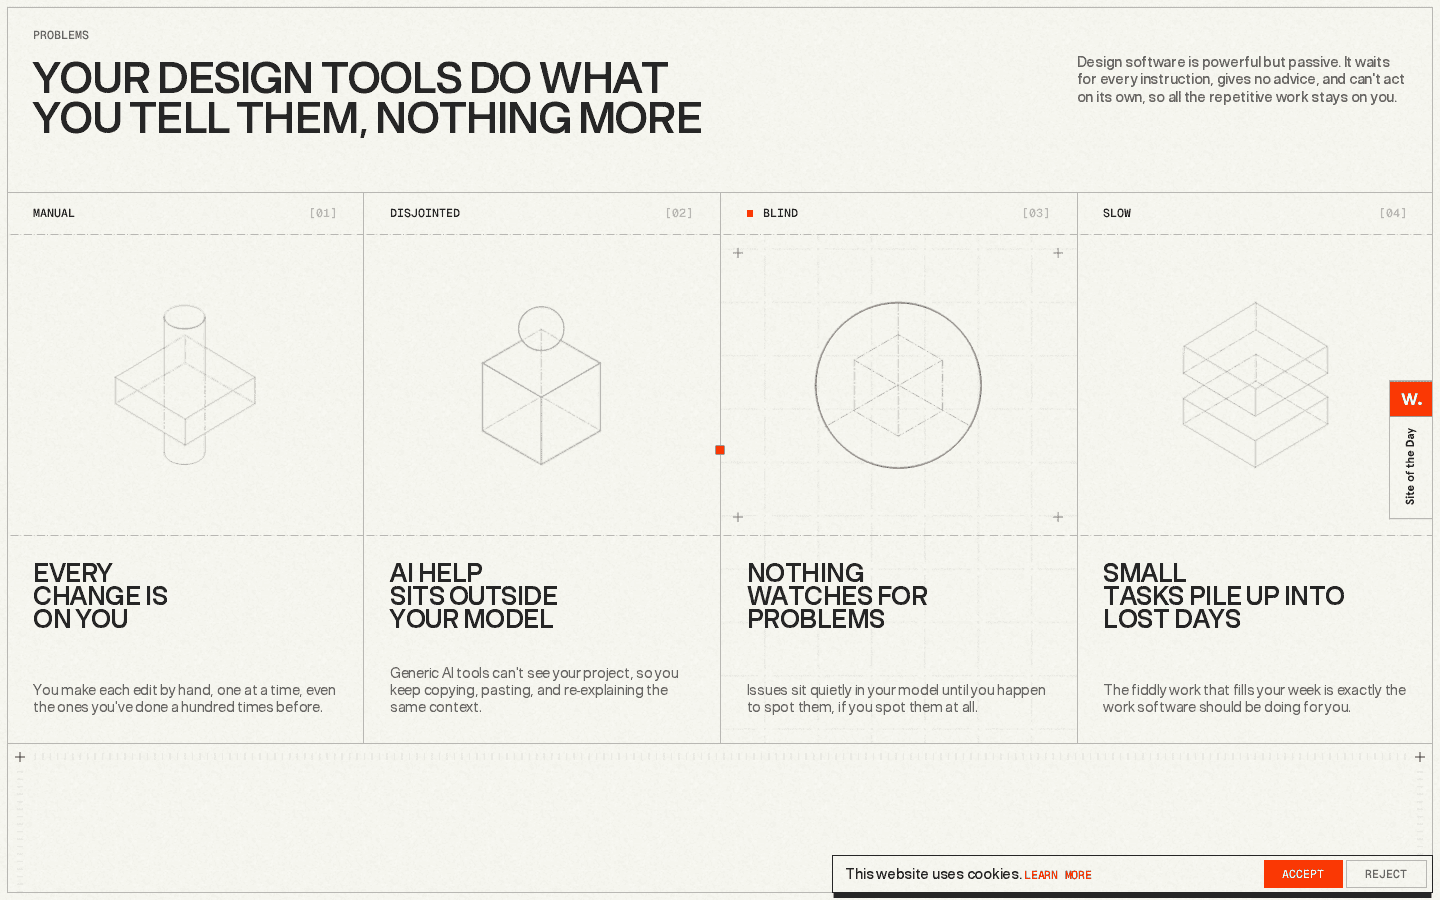 PROBLEMS
YOUR DESIGN TOOLS DO WHAT
YOU TELL THEM, NOTHING MORE
Design software is powerful but passive. It waits
for every instruction, gives no advice, and can't act
on its own, so all the repetitive work stays on you.
MANUAL
[01]
DISJOINTED
[02]
BLIND
[03]
SLOW
[04]
W.
Site of the Day
EVERY
CHANGE IS
ON YOU
You make each edit by hand, one at a time, even
the ones you've done a hundred times before.
AI HELP
SITS OUTSIDE
YOUR MODEL
Generic AI tools can't see your project, so you
keep copying, pasting, and re-explaining the
same context.
NOTHING
WATCHES FOR
PROBLEMS
Issues sit quietly in your model until you happen
to spot them, if you spot them at all.
SMALL
TASKS PILE UP INTO
LOST DAYS
The fiddly work that fills your week is exactly the
work software should be doing for you.
This website uses cookies. LEARN MORE
ACCEPT
REJECT